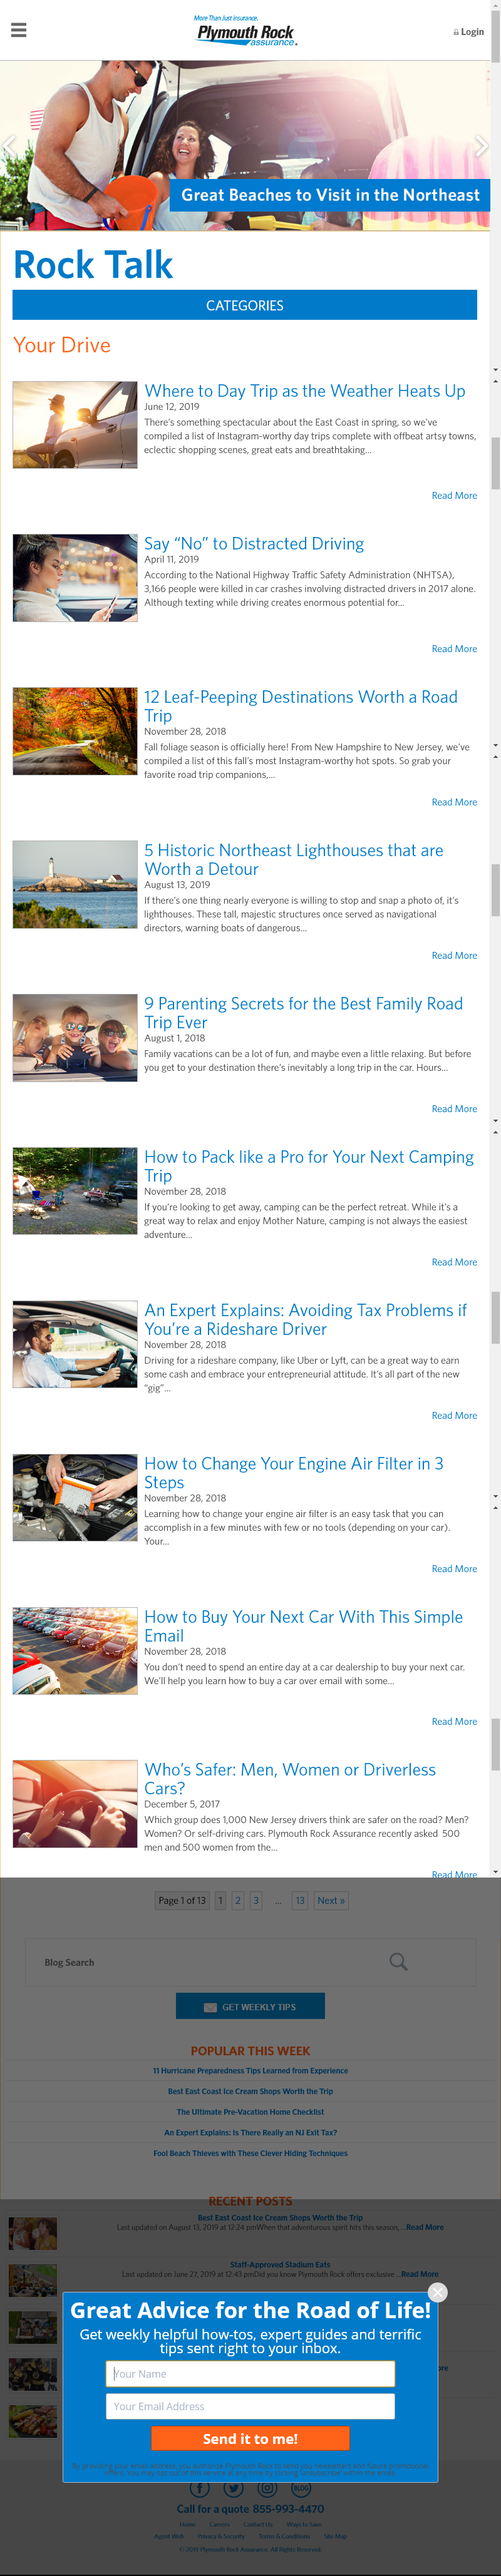 More Than Just Insurance.
Plymouth Rock
assurance.
Login
Great Beaches to Visit in the Northeast
Rock Talk
CATEGORIES
Your Drive
Where to Day Trip as the Weather Heats Up
June 12, 2019
There's something spectacular about the East Coast in spring, so we've
compiled a list of Instagram-worthy day trips complete with offbeat artsy towns,
eclectic shopping scenes, great eats and breathtaking...
Read More
Say “No” to Distracted Driving
April 11, 2019
According to the National Highway Traffic Safety Administration (NHTSA),
3,166 people were killed in car crashes involving distracted drivers in 2017 alone.
Although texting while driving creates enormous potential for...
Read More
12 Leaf-Peeping Destinations Worth a Road
Trip
November 28, 2018
Fall foliage season is officially here! From New Hampshire to New Jersey, we've
compiled a list of this fall's most Instagram-worthy hot spots. So grab your
favorite road trip companions,...
Read More
5 Historic Northeast Lighthouses that are
Worth a Detour
August 13, 2019
If there's one thing nearly everyone is willing to stop and snap a photo of, it's
lighthouses. These tall, majestic structures once served as navigational
directors, warning boats of dangerous...
Read More
9 Parenting Secrets for the Best Family Road
Trip Ever
August 1, 2018
Family vacations can be a lot of fun, and maybe even a little relaxing. But before
you get to your destination there's inevitably a long trip in the car. Hours...
Read More
How to Pack like a Pro for Your Next Camping
Trip
November 28, 2018
If you're looking to get away, camping can be the perfect retreat. While it's a
great way to relax and enjoy Mother Nature, camping is not always the easiest
adventure...
Read More
An Expert Explains: Avoiding Tax Problems if
You're a Rideshare Driver
November 28, 2018
Driving for a rideshare company, like Uber or Lyft, can be a great way to earn
some cash and embrace your entrepreneurial attitude. It's all part of the new
“gig”...
Read More
How to Change Your Engine Air Filter in 3
Steps
November 28, 2018
Learning how to change your engine air filter is an easy task that you can
accomplish in a few minutes with few or no tools (depending on your car).
Your...
Read More
How to Buy Your Next Car With This Simple
Email
November 28, 2018
You don't need to spend an entire day at a car dealership to buy your next car.
We'll help you learn how to buy a car over email with some...
Read More
Who's Safer: Men, Women or Driverless
Cars?
December 5, 2017
Which group does 1,000 New Jersey drivers think are safer on the road? Men?
Women? Or self-driving cars. Plymouth Rock Assurance recently asked 500
men and 500 women from the...
Read More
Page 1 of 13 1 2 3 ... 13 Next »
Blog Search
GET WEEKLY TIPS
POPULAR THIS WEEK
11 Hurricane Preparedness Tips Learned from Experience
Best East Coast Ice Cream Shops Worth the Trip
The Ultimate Pre-Vacation Home Checklist
An Expert Explains: Is There Really an NJ Exit Tax?
Fool Beach Thieves with These Clever Hiding Techniques
RECENT POSTS
Best East Coast Ice Cream Shops Worth the Trip
Last updated on August 13, 2019 at 12:24 pmWhen that adventurous spirit hits this season, ...Read More
Staff-Approved Stadium Eats
Last updated on June 27, 2019 at 12:43 pmDid you know Plymouth Rock offers exclusive ...Read More
Great Advice for the Road of Life!
Get weekly helpful how-tos, expert guides and terrific
tips sent right to your inbox.
Your Name
Your Email Address
Send it to me!
BLOG
Call for a quote 855-993-4470
Home Careers Contact Us Ways to Save
Agent Web Privacy & Security Terms & Conditions Site Map
© 2019 Plymouth Rock Assurance. All Rights Reserved.